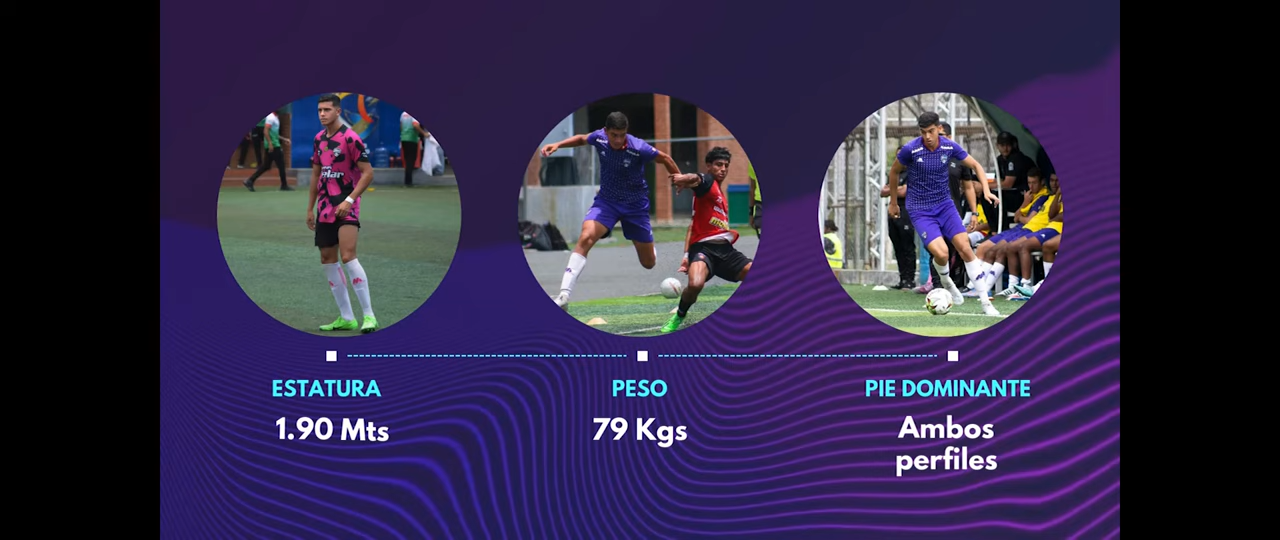 ESTATURA
1.90 Mts
PESO
79 Kgs
PIE DOMINANTE
Ambos
perfiles